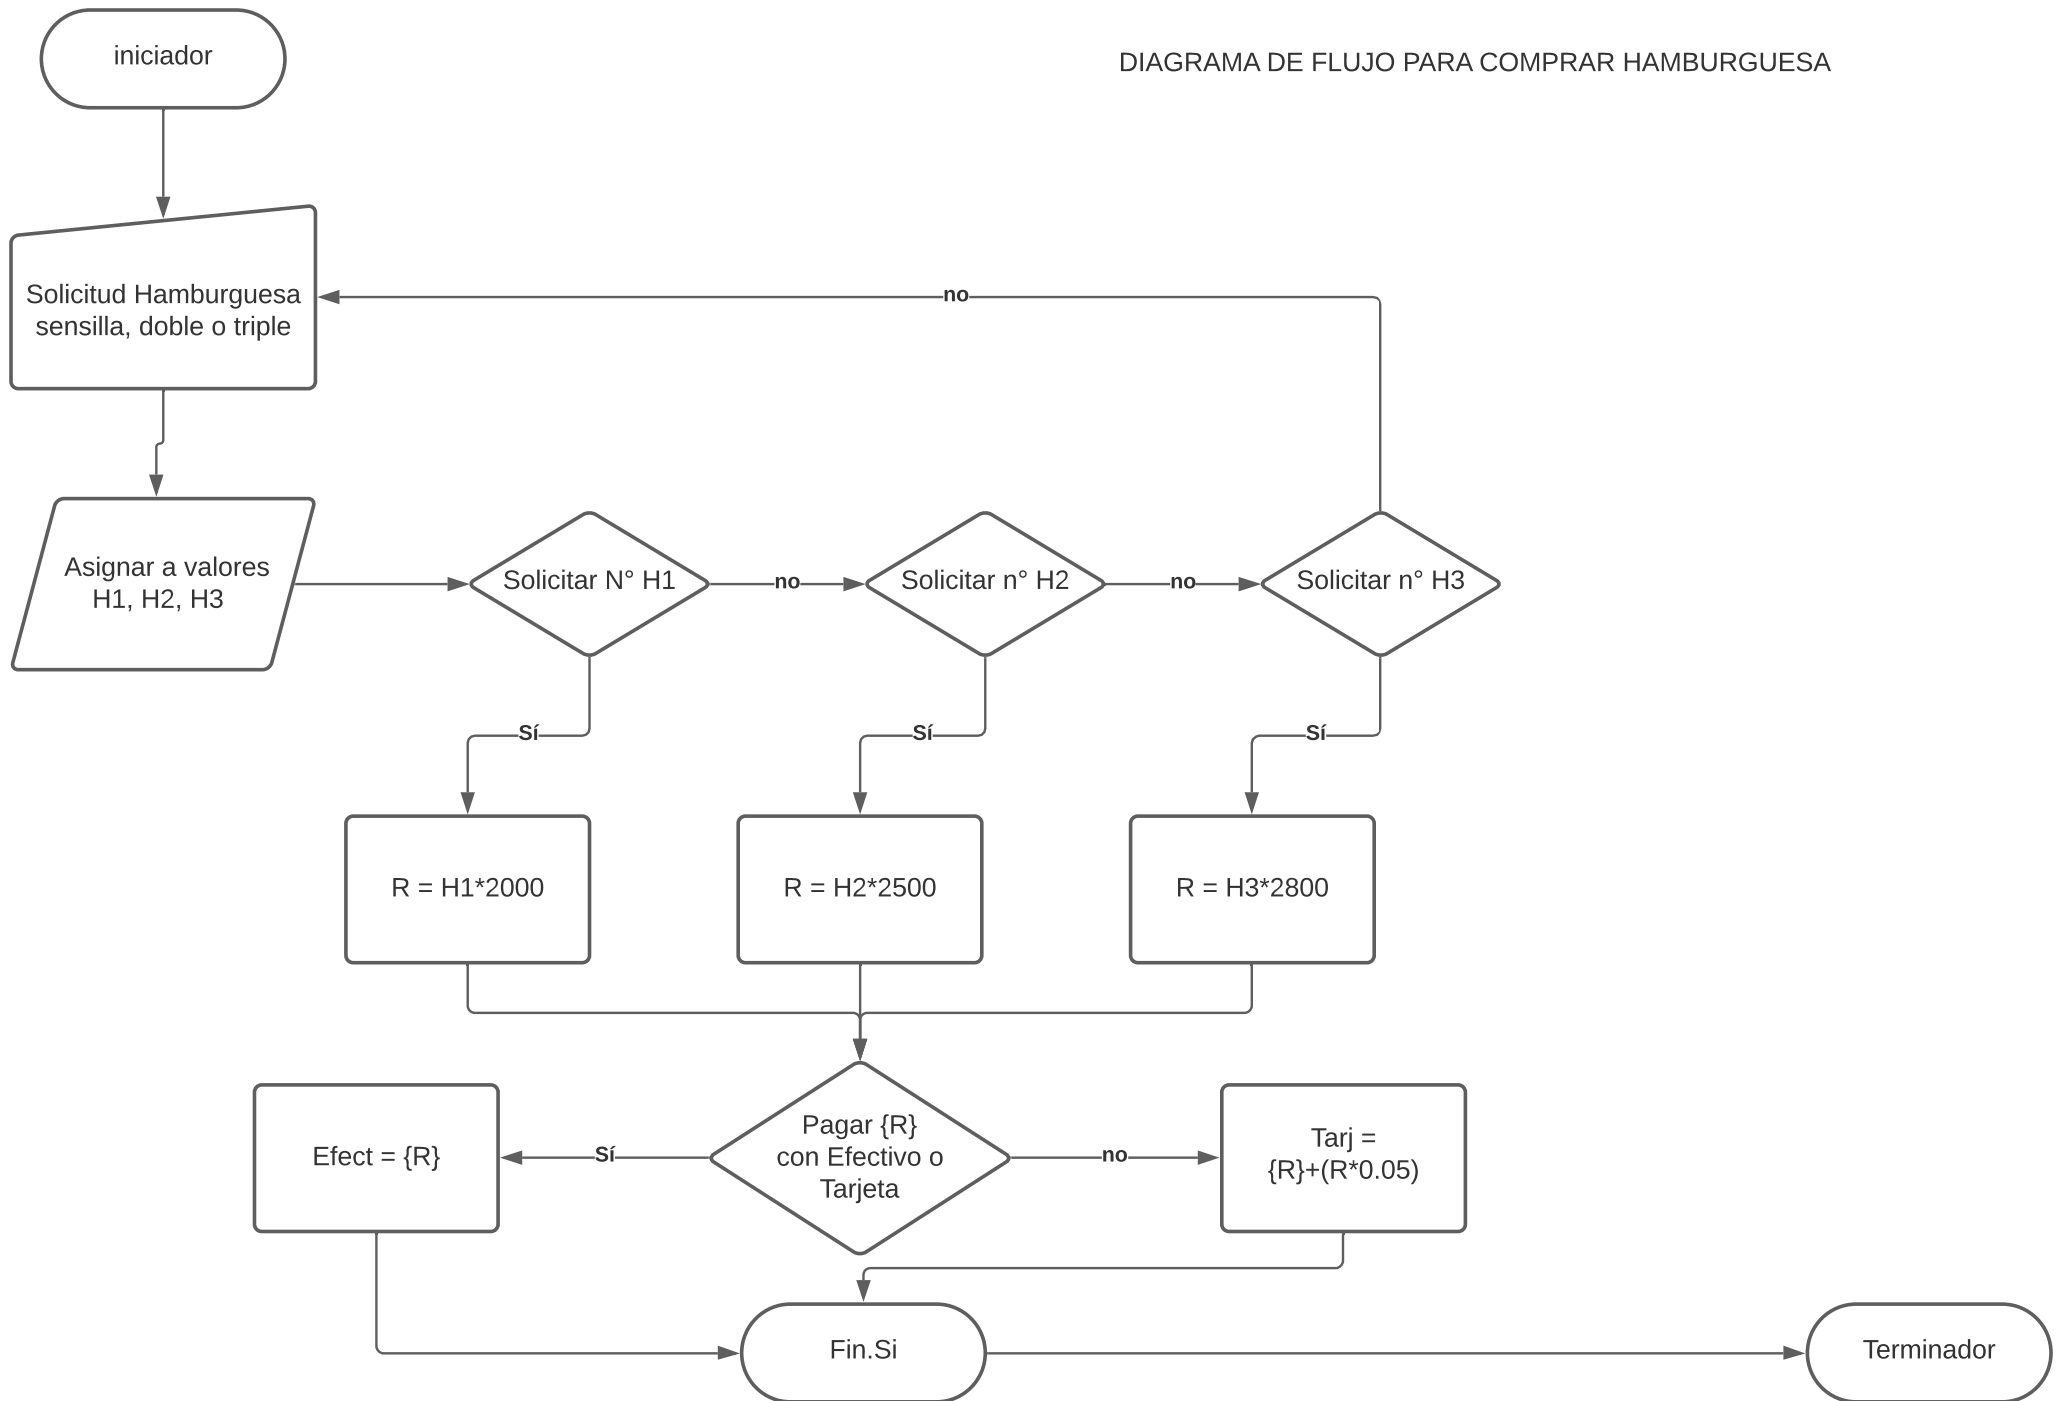 iniciador
DIAGRAMA DE FLUJO PARA COMPRAR HAMBURGUESA
Solicitud Hamburguesa
sensilla, doble o triple
no
Asignar a valores
H1, H2, H3
Solicitar N° H1
no
Solicitar n° H2
no
Solicitar n° H3
Sí
Sí
Sí
R = H1*2000
R = H2*2500
R = H3*2800
Efect = {R}
Sí
Pagar {R}
con Efectivo o
Tarjeta
no
Tarj =
{R}+(R*0.05)
Fin.Si
Terminador